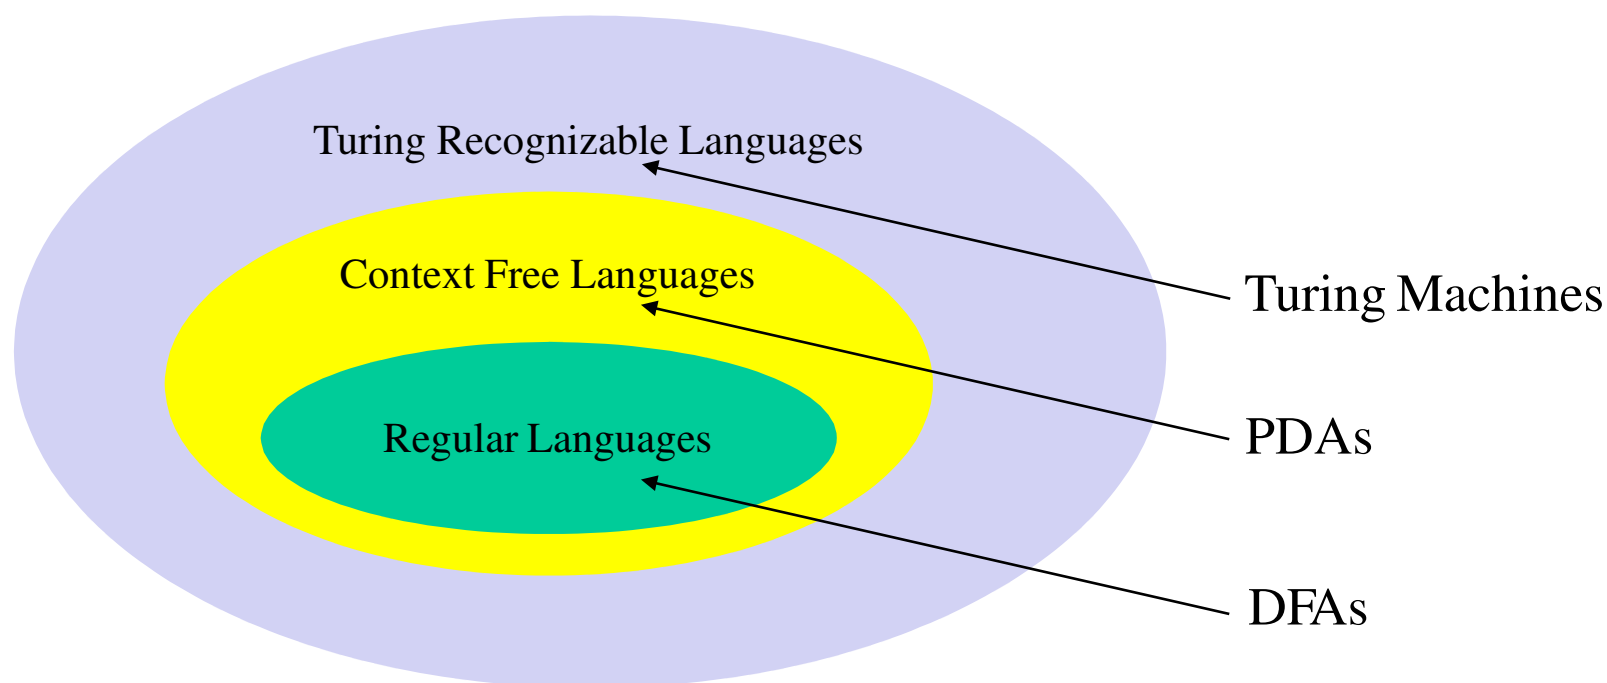 Turing Recognizable Languages
Context Free Languages
Regular Languages
Turing Machines
PDAs
DFAs